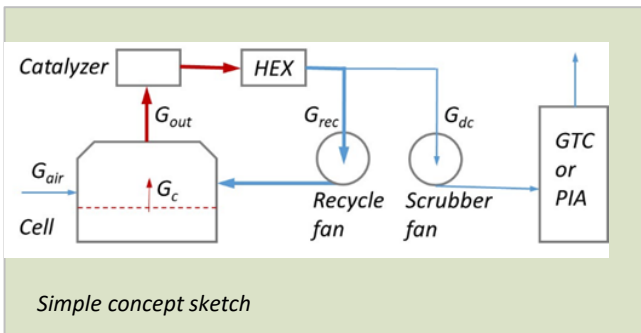 Catalyzer
HEX
G_out
G_rec
G_dc
GTC
or
PIA
G_air
G_c
Recycle
fan
Scrubber
fan
Cell
Simple concept sketch